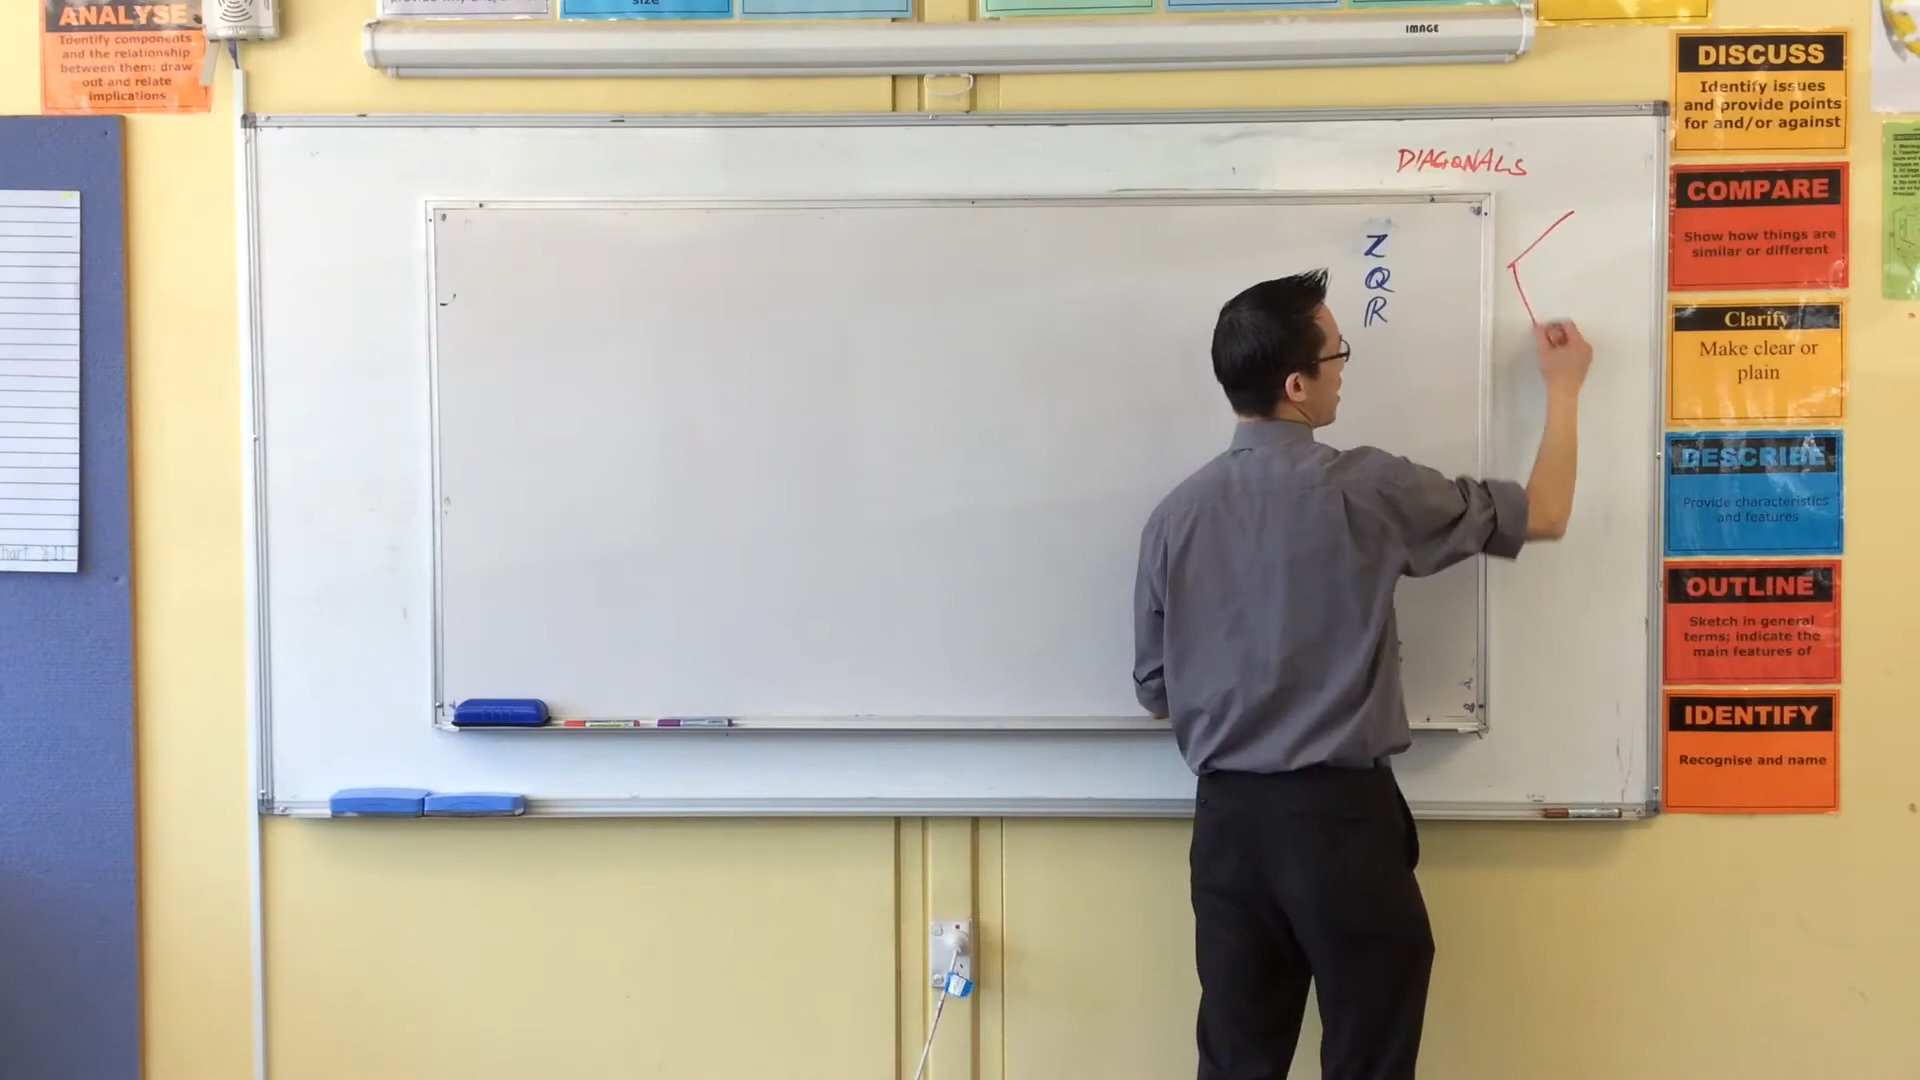 size
IMAGE
ANALYSE
Identify components
and the relationship
between them; draw
out and relate
implications
DIAGONALS
ℤ
ℚ
ℝ
DISCUSS
Identify issues
and provide points
for and/or against
COMPARE
Show how things are
similar or different
Clarify
Make clear or
plain
DESCRIBE
Provide characteristics
and features
OUTLINE
Sketch in general
terms; indicate the
main features of
IDENTIFY
Recognise and name